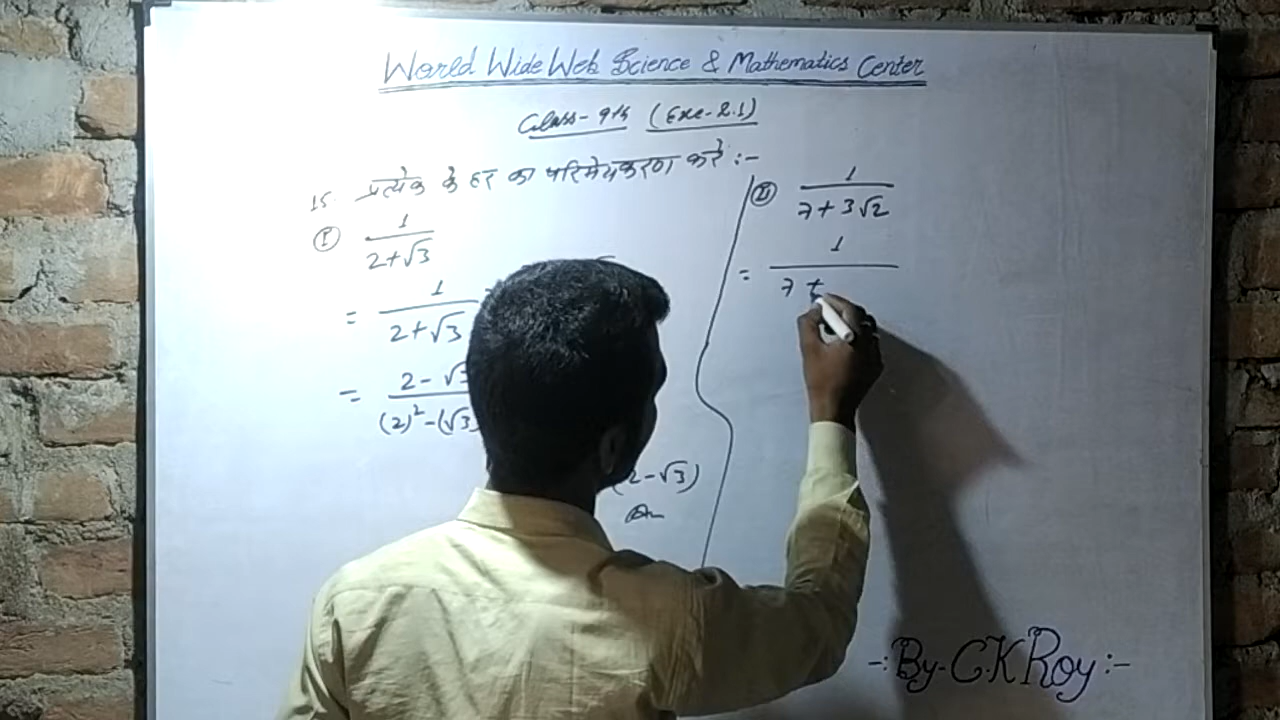 World Wide Web Science & Mathematics Center
Class- 9th (Exe-2.1)
15. प्रत्येक के हर का परिमेयकरण करें :-
(I) 1/(2+√3)
= 1/(2+√3)
= 2-√3
(2)²-(√3)
(2-√3)
Ans
(II) 1/(7+3√2)
= 1/(7+
-: By- C.K Roy :-